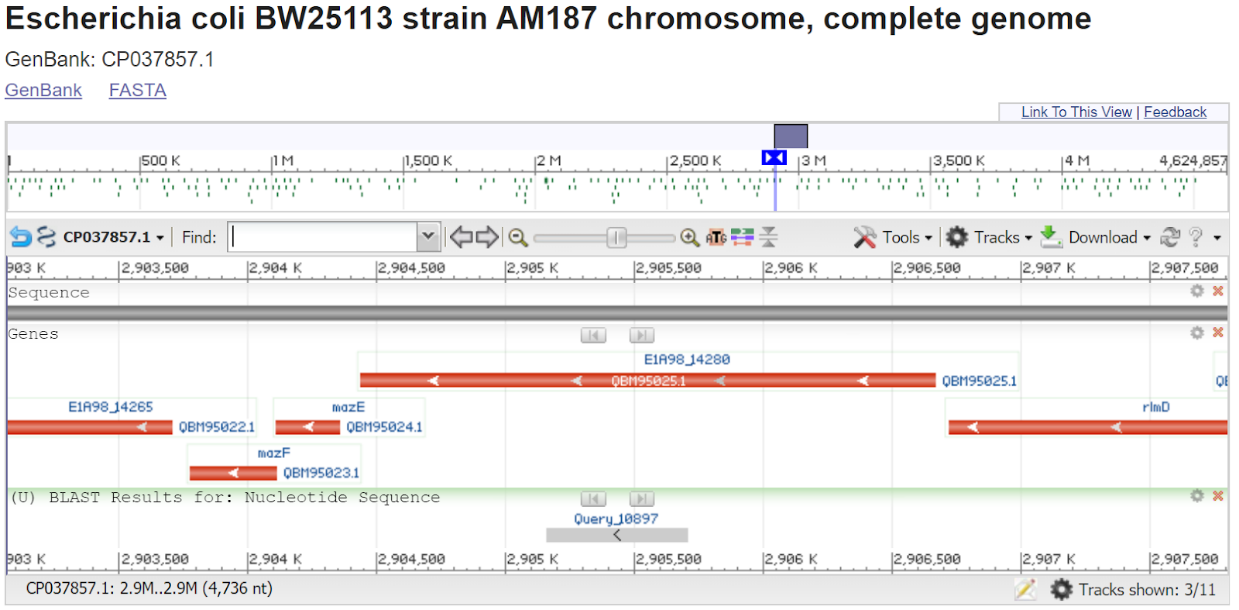 Escherichia coli BW25113 strain AM187 chromosome, complete genome
GenBank: CP037857.1
GenBank FASTA
Link To This View | Feedback
500 K 1 M 1,500 K 2 M 2,500 K 3 M 3,500 K 4 M 4,624,857
CP037857.1 Find: ATG Tools Tracks Download ?
903 K 2,903,500 2,904 K 2,904,500 2,905 K 2,905,500 2,906 K 2,906,500 2,907 K 2,907,500
Sequence
Genes
E1A98_14280
QBM95025.1 QBM95025.1
E1A98_14265 mazE rlmD
QBM95022.1 QBM95024.1
mazF
QBM95023.1
(U) BLAST Results for: Nucleotide Sequence
Query_10897
903 K 2,903,500 2,904 K 2,904,500 2,905 K 2,905,500 2,906 K 2,906,500 2,907 K 2,907,500
CP037857.1: 2.9M..2.9M (4,736 nt) Tracks shown: 3/11